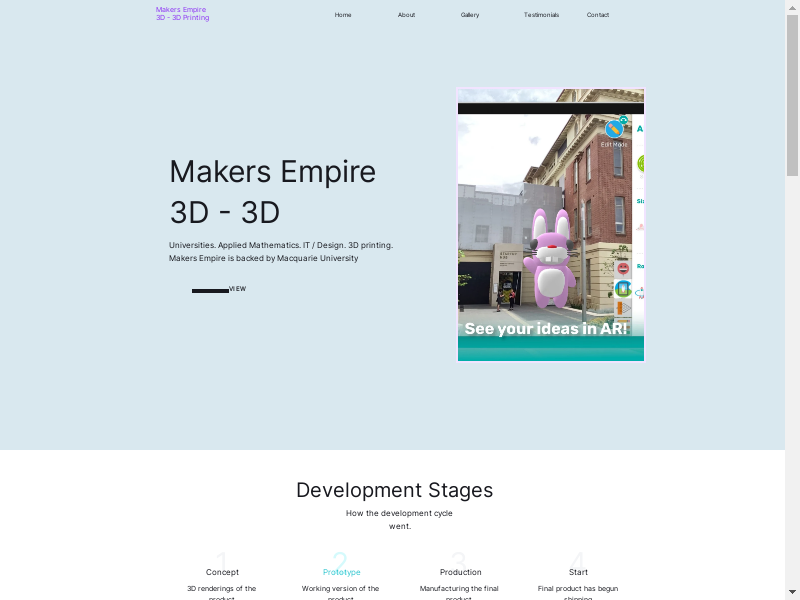 Makers Empire
3D - 3D Printing
Home
About
Gallery
Testimonials
Contact
Makers Empire
3D - 3D
Universities. Applied Mathematics. IT / Design. 3D printing.
Makers Empire is backed by Macquarie University
VIEW
Edit Mode
See your ideas in AR!
Development Stages
How the development cycle
went.
1
2
3
4
Concept
Prototype
Production
Start
3D renderings of the
product.
Working version of the
product.
Manufacturing the final
product.
Final product has begun
shipping.